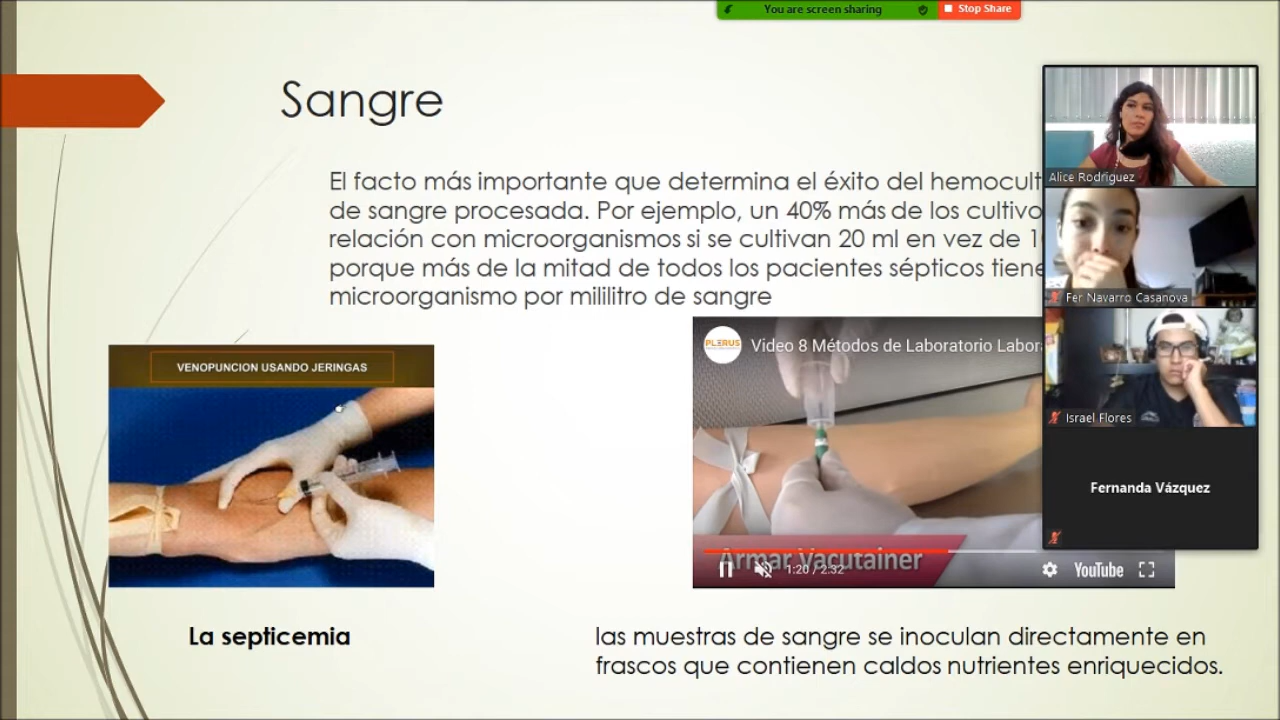 You are screen sharing
Stop Share
Sangre
El facto más importante que determina el éxito del hemocult
de sangre procesada. Por ejemplo, un 40% más de los cultivo
relación con microorganismos si se cultivan 20 ml en vez de 1
porque más de la mitad de todos los pacientes sépticos tiene
microorganismo por mililitro de sangre
Alice Rodriguez
Fer Navarro Casanova
Israel Flores
Fernanda Vázquez
VENOPUNCION USANDO JERINGAS
PLERUS
Video 8 Métodos de Laboratorio Labor
Armar Vacutainer
1:20 / 2:32
YouTube
La septicemia
las muestras de sangre se inoculan directamente en
frascos que contienen caldos nutrientes enriquecidos.